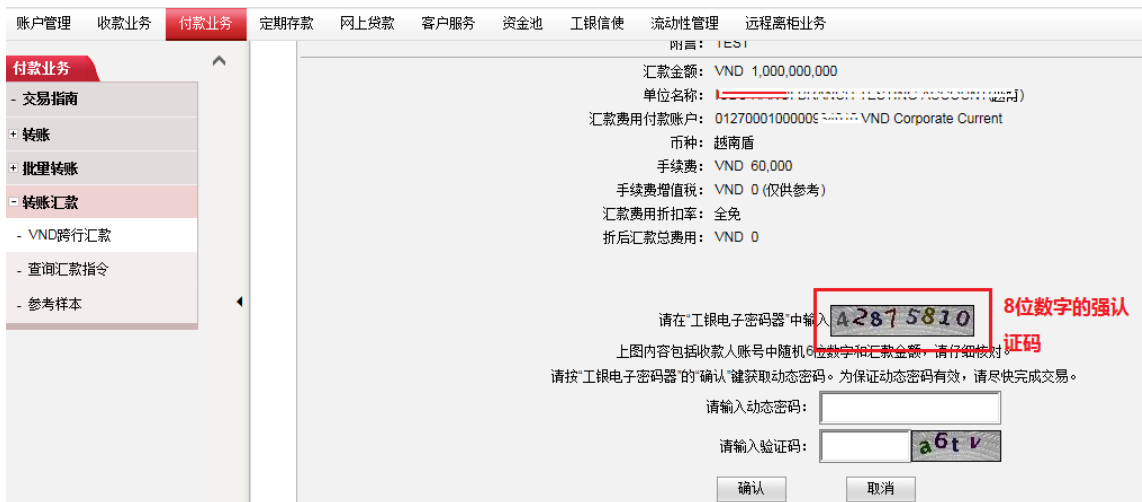 账户管理 收款业务 付款业务 定期存款 网上贷款 客户服务 资金池 工银信使 流动性管理 远程离柜业务
付款业务
- 交易指南
+ 转账
+ 批量转账
- 转账汇款
- VND跨行汇款
- 查询汇款指令
- 参考样本
附言： TEST
汇款金额： VND 1,000,000,000
单位名称：
汇款费用付款账户： 0127000100000 VND Corporate Current
币种： 越南盾
手续费： VND 60,000
手续费增值税： VND 0 (仅供参考)
汇款费用折扣率： 全免
折后汇款总费用： VND 0
请在“工银电子密码器”中输入 42875810
8位数字的强认
证码
上图内容包括收款人账号中随机6位数字和汇款金额，请仔细核对。
请按“工银电子密码器”的“确认”键获取动态密码。为保证动态密码有效，请尽快完成交易。
请输入动态密码：
请输入验证码： a6tv
确认 取消